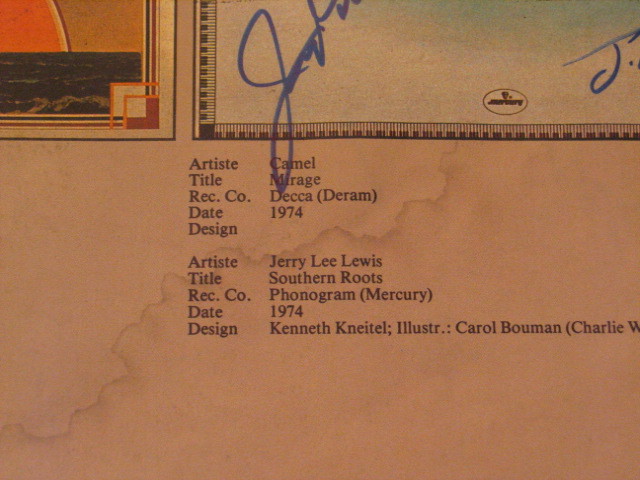 mercury
Artiste Camel
Title Mirage
Rec. Co. Decca (Deram)
Date 1974
Design
Artiste Jerry Lee Lewis
Title Southern Roots
Rec. Co. Phonogram (Mercury)
Date 1974
Design Kenneth Kneitel; Illustr.: Carol Bouman (Charlie W